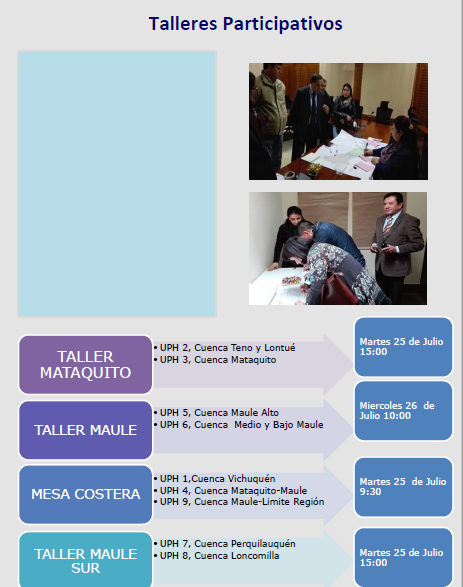 Talleres Participativos
TALLER
MATAQUITO
• UPH 2, Cuenca Teno y Lontué
• UPH 3, Cuenca Mataquito
Martes 25 de Julio
15:00
TALLER MAULE
• UPH 5, Cuenca Maule Alto
• UPH 6, Cuenca Medio y Bajo Maule
Miercoles 26 de
Julio 10:00
MESA COSTERA
• UPH 1,Cuenca Vichuquén
• UPH 4, Cuenca Mataquito-Maule
• UPH 9, Cuenca Maule-Limite Región
Martes 25 de Julio
9:30
TALLER MAULE
SUR
• UPH 7, Cuenca Perquilauquén
• UPH 8, Cuenca Loncomilla
Martes 25 de Julio
15:00